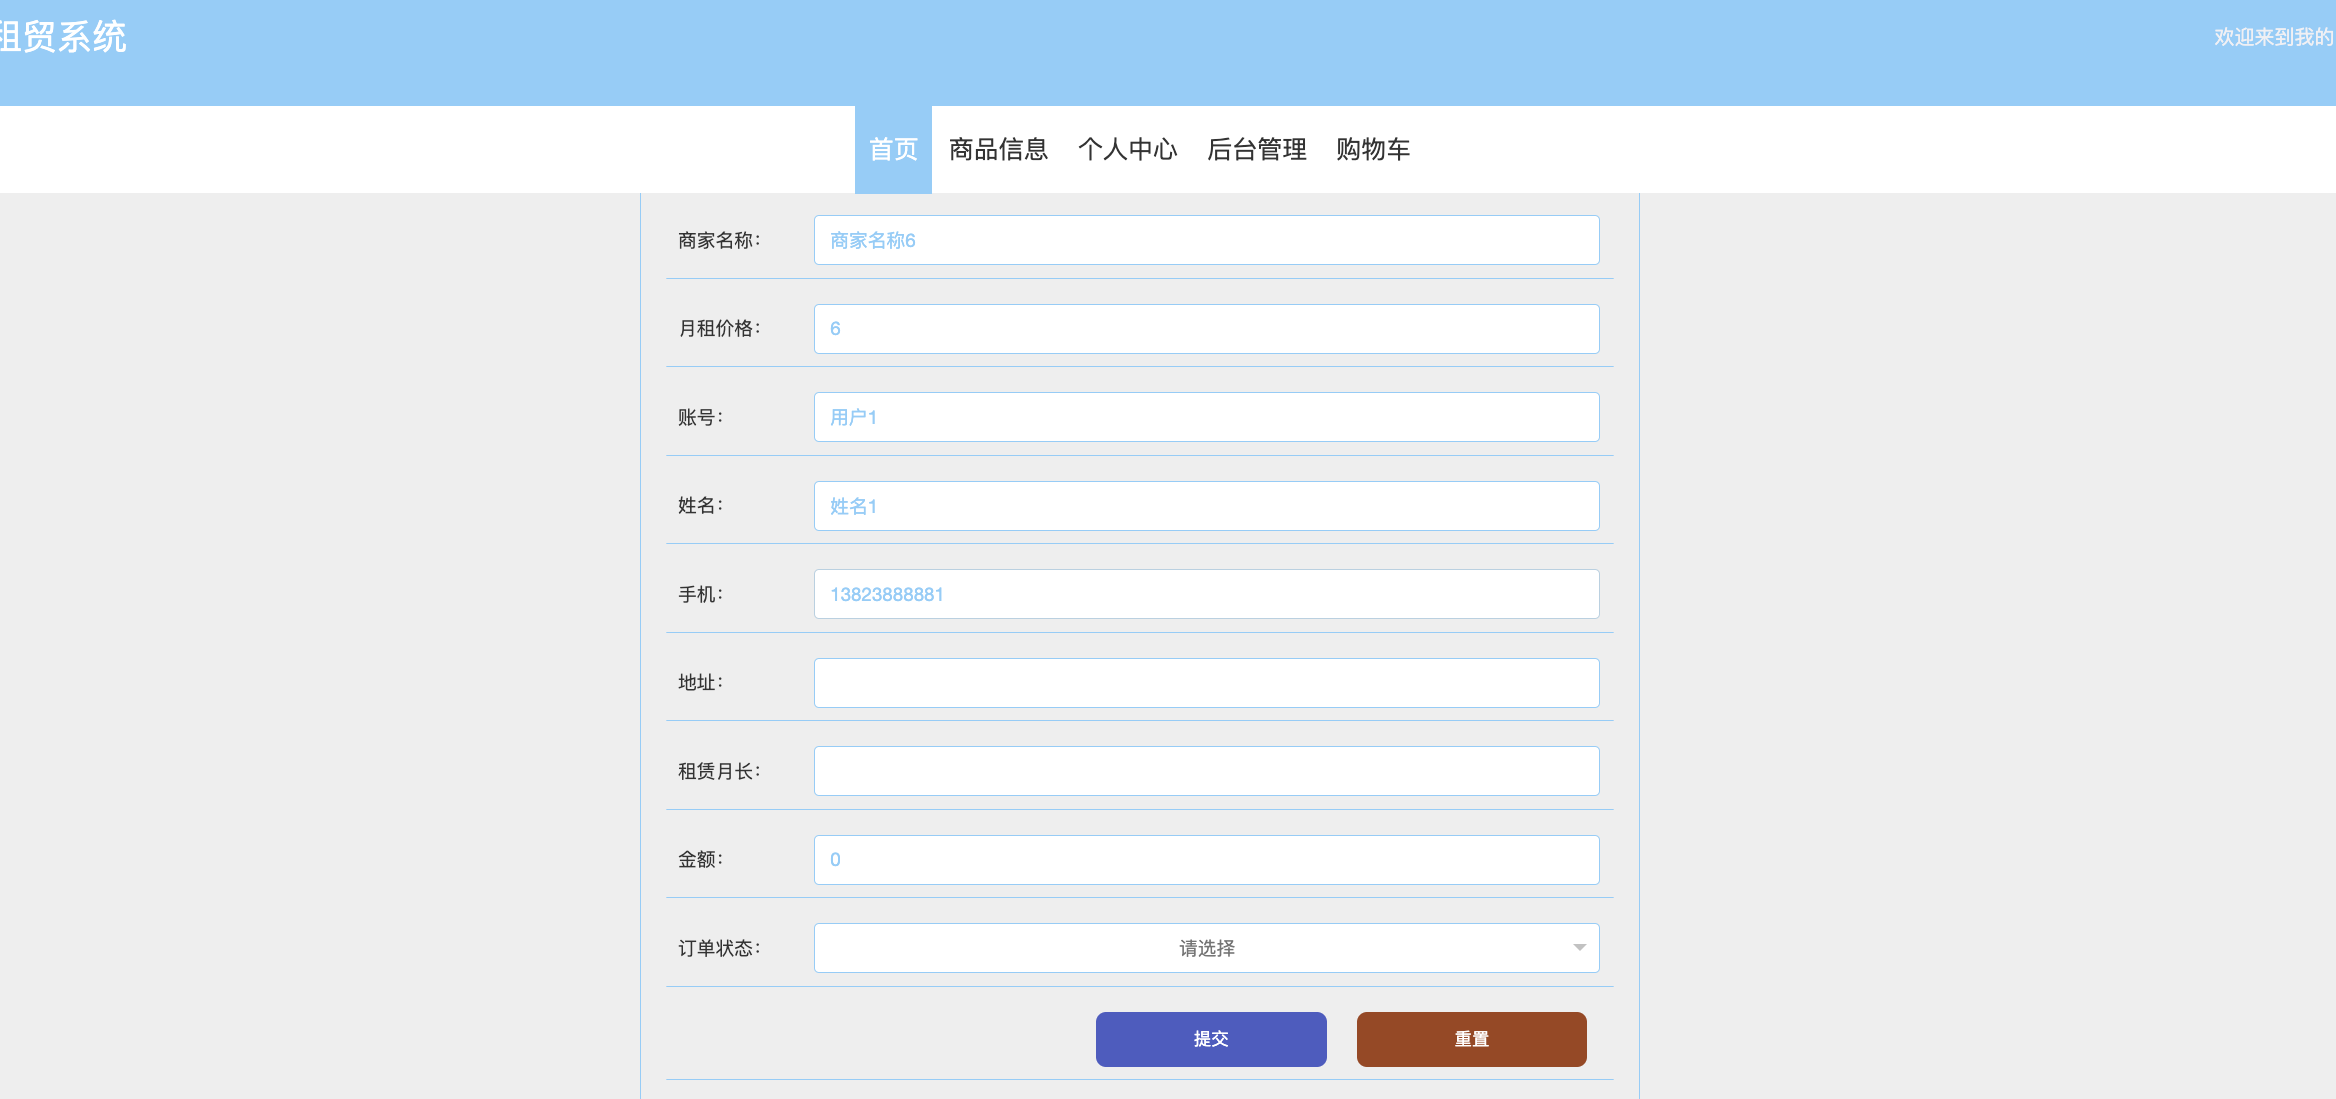 租贸系统
欢迎来到我的
首页 商品信息 个人中心 后台管理 购物车
商家名称： 商家名称6
月租价格： 6
账号： 用户1
姓名： 姓名1
手机： 13823888881
地址：
租赁月长：
金额： 0
订单状态： 请选择
提交 重置